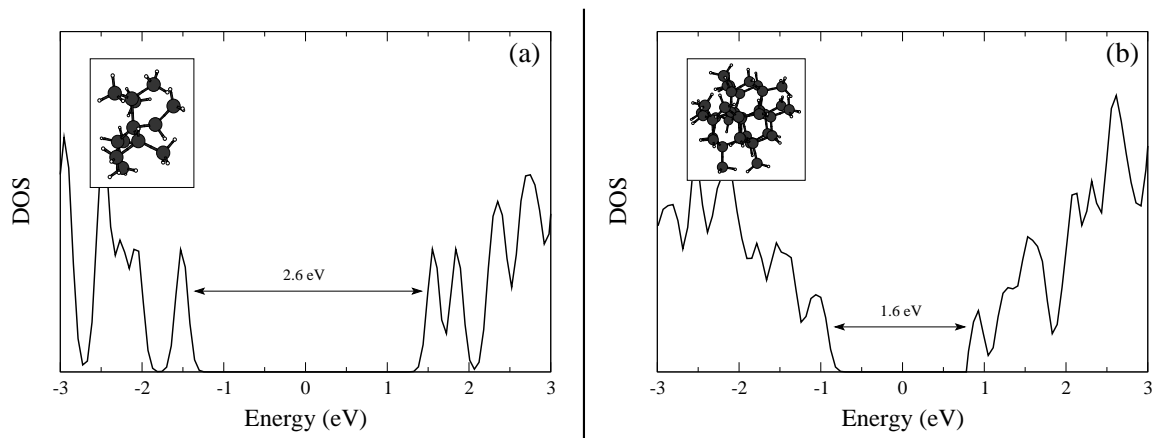 (a)
DOS
2.6 eV
-3 -2 -1 0 1 2 3
Energy (eV)
(b)
DOS
1.6 eV
-3 -2 -1 0 1 2 3
Energy (eV)